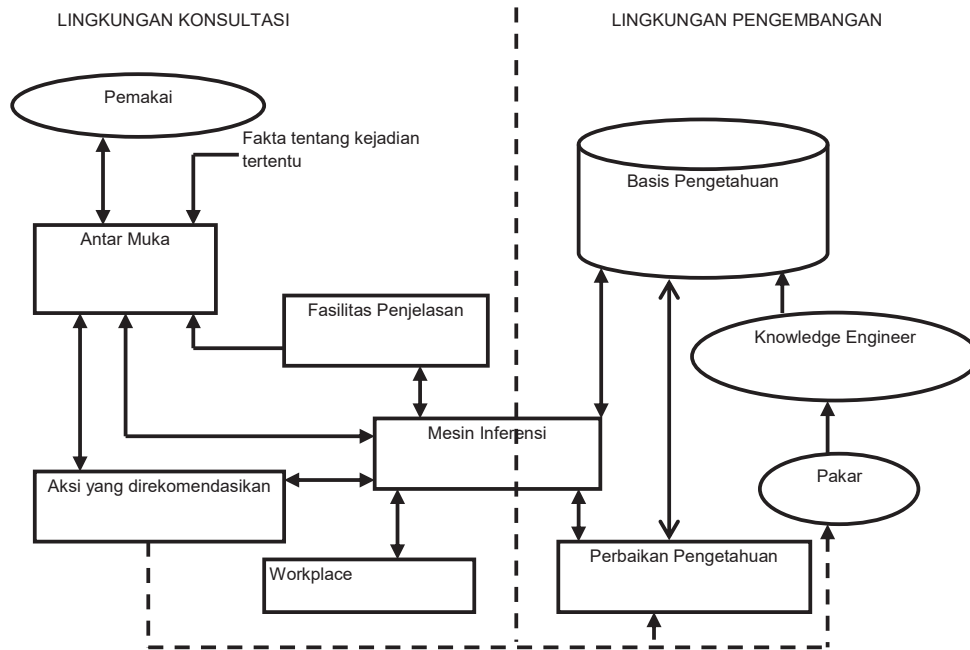 LINGKUNGAN KONSULTASI
LINGKUNGAN PENGEMBANGAN
Pemakai
Fakta tentang kejadian
tertentu
Basis Pengetahuan
Antar Muka
Fasilitas Penjelasan
Knowledge Engineer
Mesin Inferensi
Aksi yang direkomendasikan
Pakar
Workplace
Perbaikan Pengetahuan